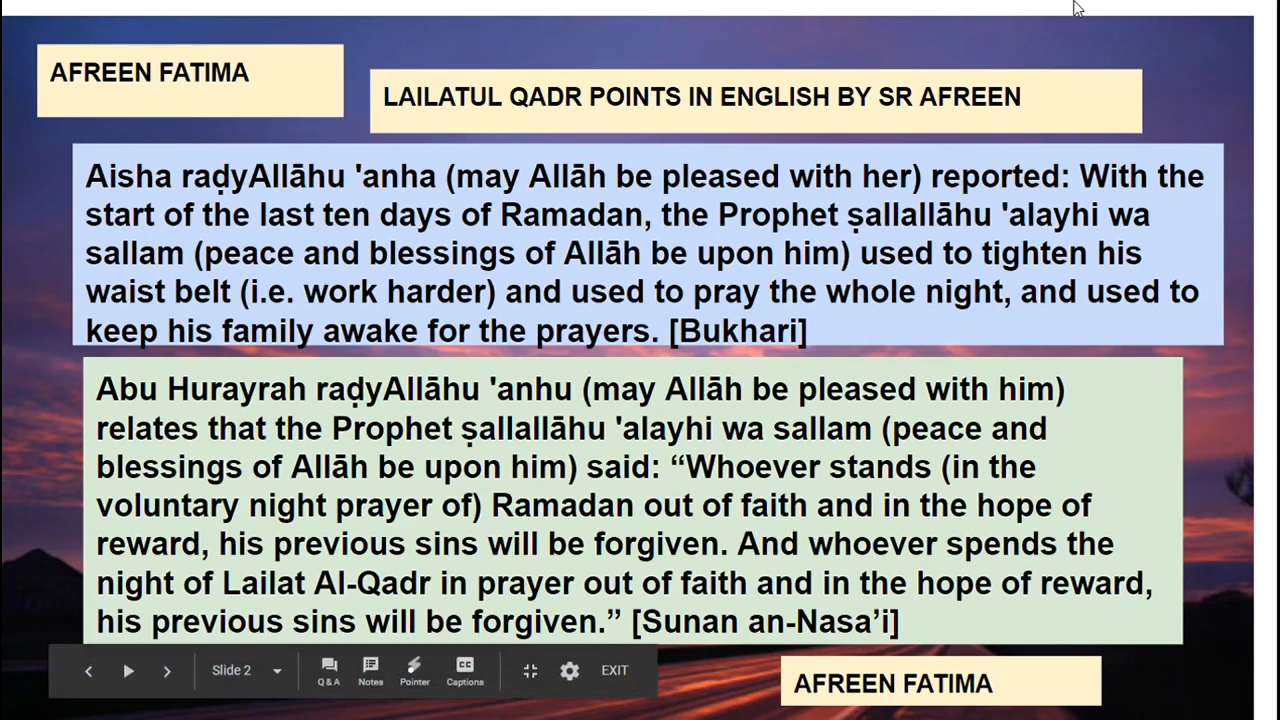 AFREEN FATIMA
LAILATUL QADR POINTS IN ENGLISH BY SR AFREEN
Aisha raḍyAllāhu 'anha (may Allāh be pleased with her) reported: With the
start of the last ten days of Ramadan, the Prophet ṣallallāhu 'alayhi wa
sallam (peace and blessings of Allāh be upon him) used to tighten his
waist belt (i.e. work harder) and used to pray the whole night, and used to
keep his family awake for the prayers. [Bukhari]
Abu Hurayrah raḍyAllāhu 'anhu (may Allāh be pleased with him)
relates that the Prophet ṣallallāhu 'alayhi wa sallam (peace and
blessings of Allāh be upon him) said: “Whoever stands (in the
voluntary night prayer of) Ramadan out of faith and in the hope of
reward, his previous sins will be forgiven. And whoever spends the
night of Lailat Al-Qadr in prayer out of faith and in the hope of reward,
his previous sins will be forgiven.” [Sunan an-Nasa’i]
Slide 2 Q & A Notes Pointer CC Captions EXIT
AFREEN FATIMA